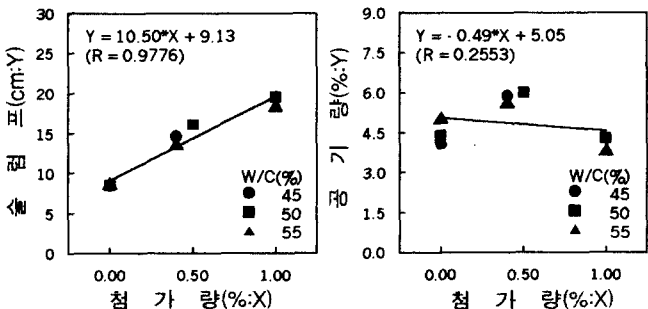 Y = 10.50*X + 9.13
(R = 0.9776)
30
25
20
15
10
5
0
슬 럼 프(cm:Y)
W/C(%)
45
50
55
0.00 0.50 1.00
첨 가 량(%:X)
Y = - 0.49*X + 5.05
(R = 0.2553)
9.0
7.5
6.0
4.5
3.0
1.5
0.0
공 기 량(%:Y)
W/C(%)
45
50
55
0.00 0.50 1.00
첨 가 량(%:X)